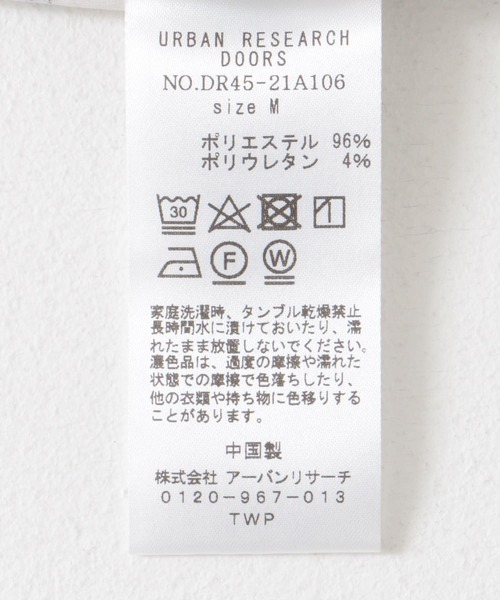 URBAN RESEARCH
DOORS
NO.DR45-21A106
size M
ポリエステル 96%
ポリウレタン 4%
30
F W
家庭洗濯時、タンブル乾燥禁止
長時間水に漬けておいたり、濡
れたまま放置しないでください。
濃色品は、過度の摩擦や濡れた
状態での摩擦で色落ちしたり、
他の衣類や持ち物に色移りする
ことがあります。
中国製
株式会社 アーバンリサーチ
0120-967-013
TWP